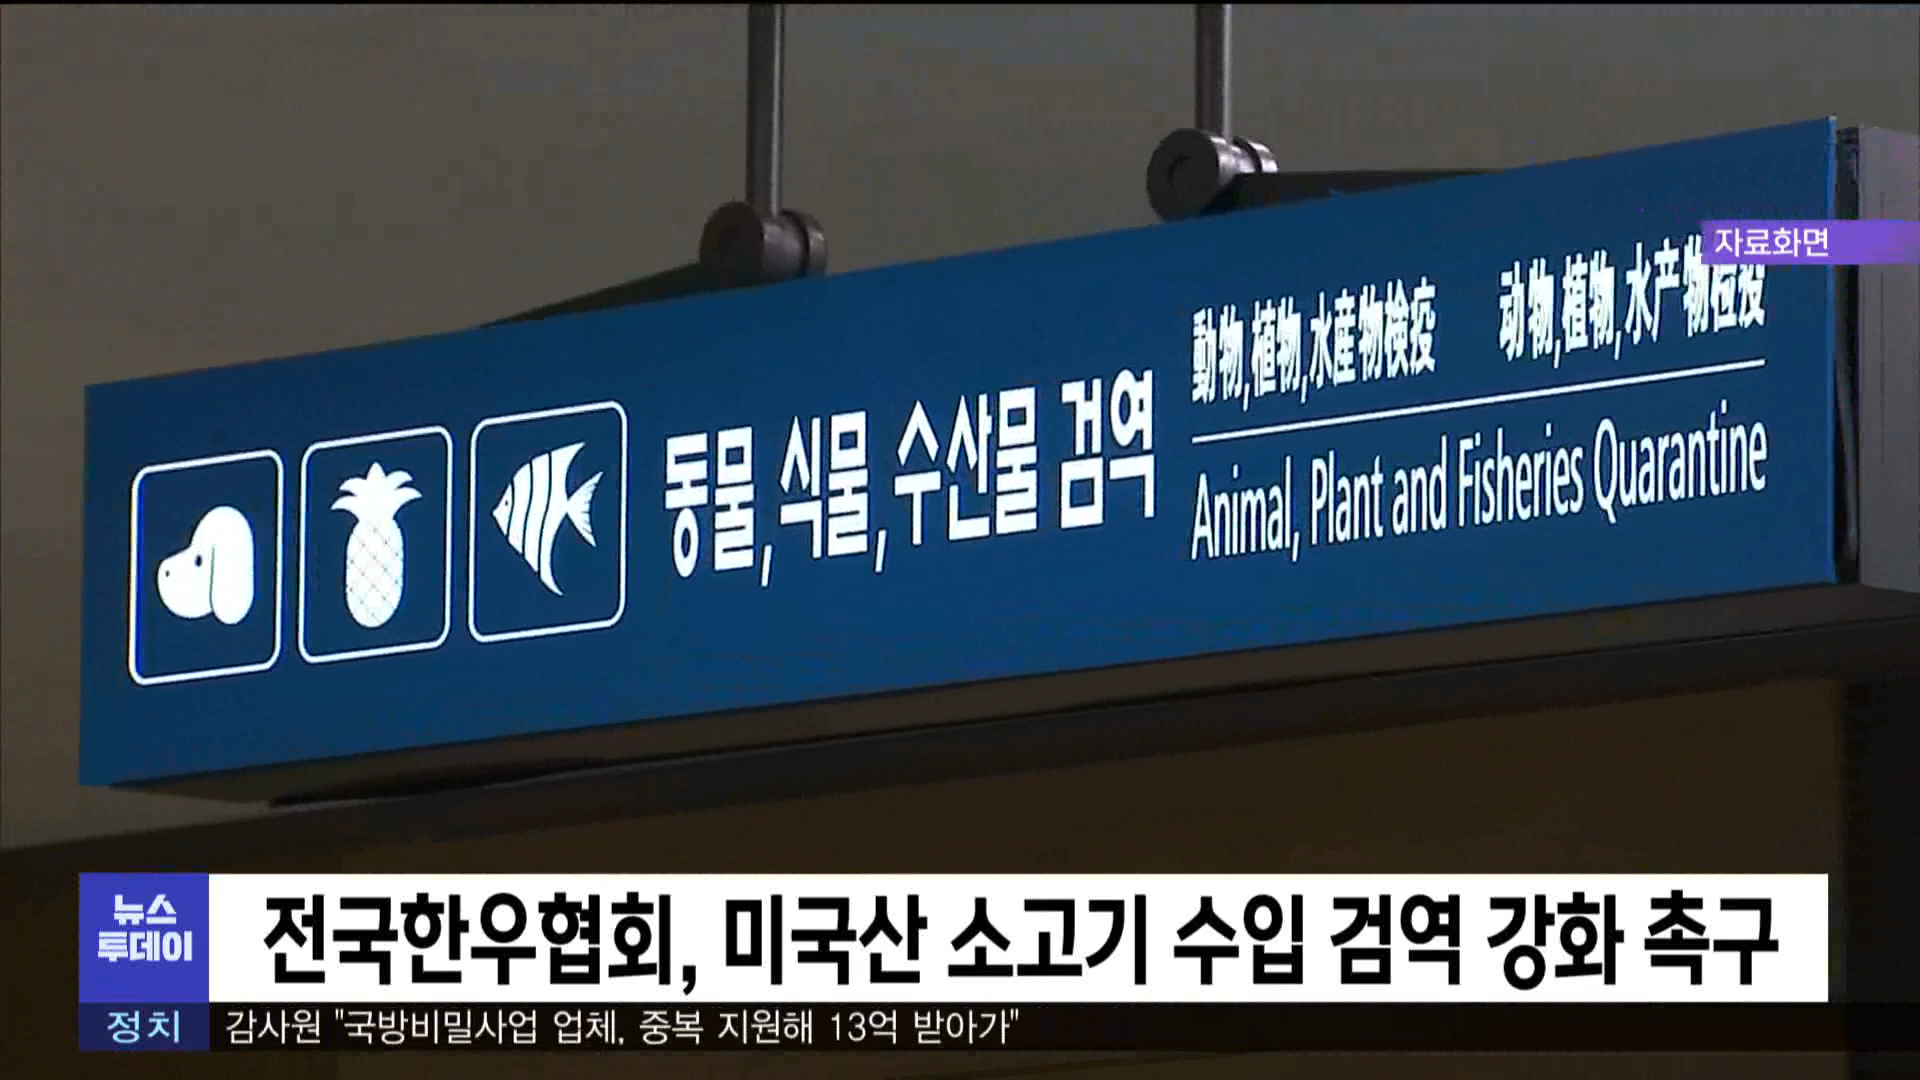 자료화면
動物,植物,水産物検疫 动物,植物,水产物检疫
동물,식물,수산물 검역
Animal, Plant and Fisheries Quarantine
뉴스
투데이
전국한우협회, 미국산 소고기 수입 검역 강화 촉구
정치 감사원 "국방비밀사업 업체, 중복 지원해 13억 받아가"